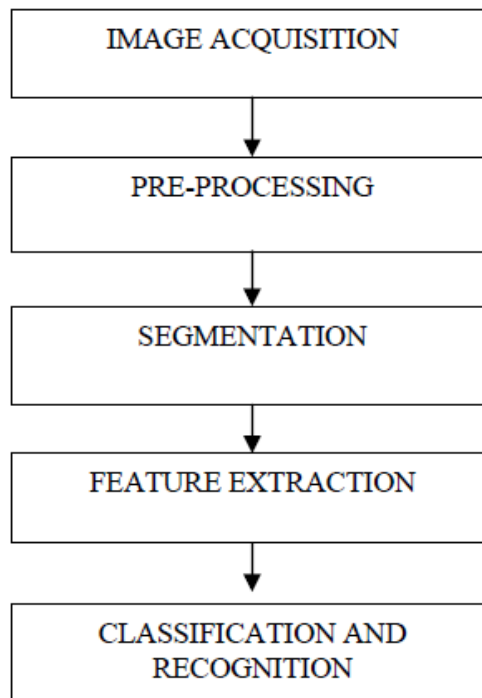 IMAGE ACQUISITION
PRE-PROCESSING
SEGMENTATION
FEATURE EXTRACTION
CLASSIFICATION AND
RECOGNITION